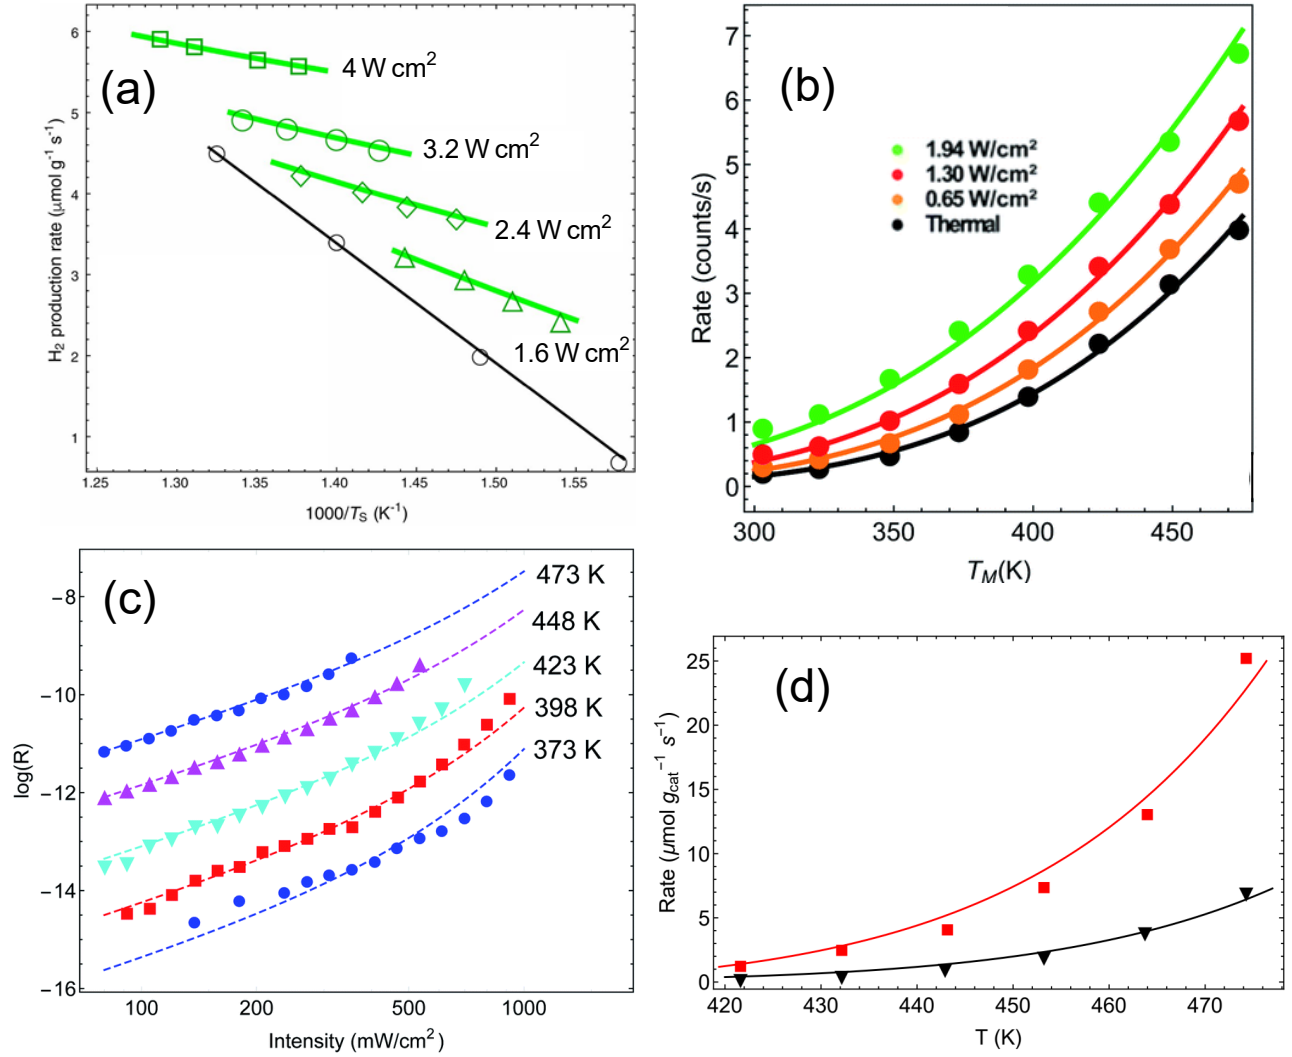 (a)
H₂ production rate (μmol g⁻¹ s⁻¹)
6
5
4
3
2
1
4 W cm²
3.2 W cm²
2.4 W cm²
1.6 W cm²
1.25
1.30
1.35
1.40
1.45
1.50
1.55
1000/T_S (K⁻¹)
(b)
Rate (counts/s)
7
6
5
4
3
2
1
0
1.94 W/cm²
1.30 W/cm²
0.65 W/cm²
Thermal
300
350
400
450
T_M(K)
(c)
log(R)
−8
−10
−12
−14
−16
473 K
448 K
423 K
398 K
373 K
100
200
500
1000
Intensity (mW/cm²)
(d)
Rate (μmol g_cat⁻¹ s⁻¹)
25
20
15
10
5
0
420
430
440
450
460
470
T (K)